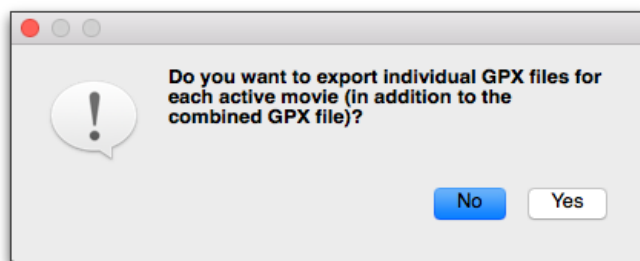 Do you want to export individual GPX files for
each active movie (in addition to the
combined GPX file)?
No
Yes